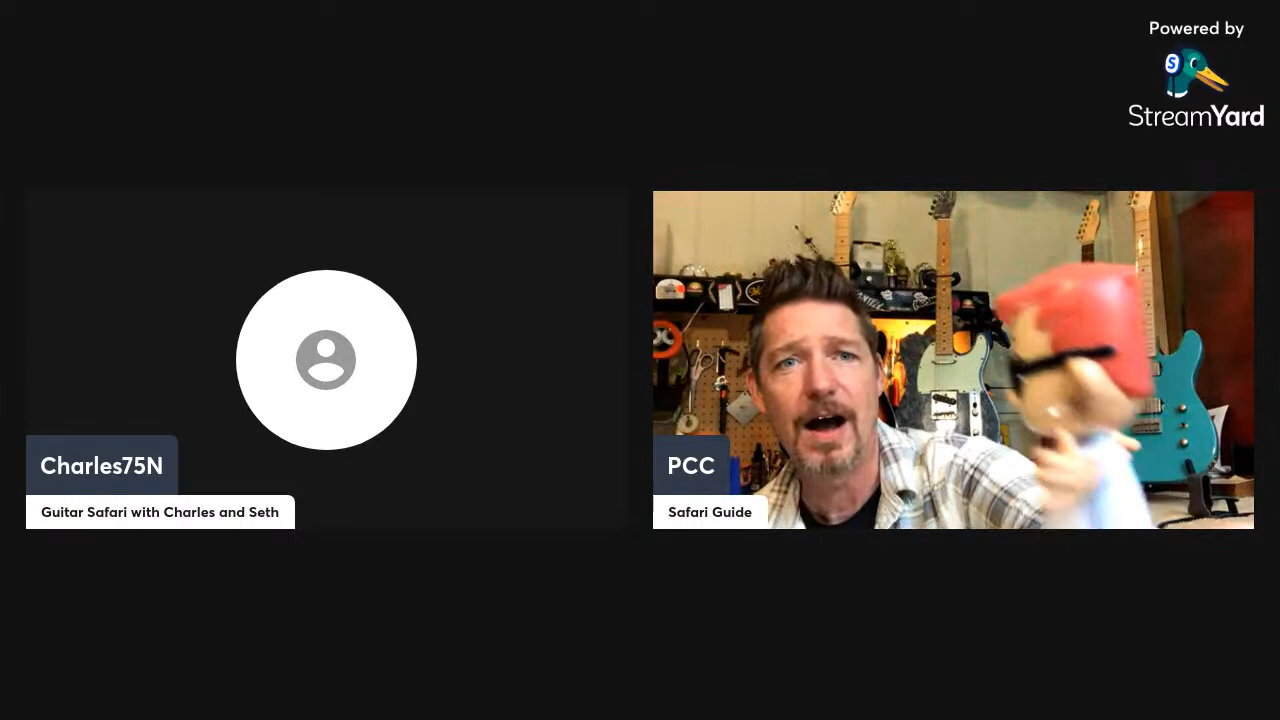 Powered by
S
StreamYard
Charles75N
Guitar Safari with Charles and Seth
PCC
Safari Guide